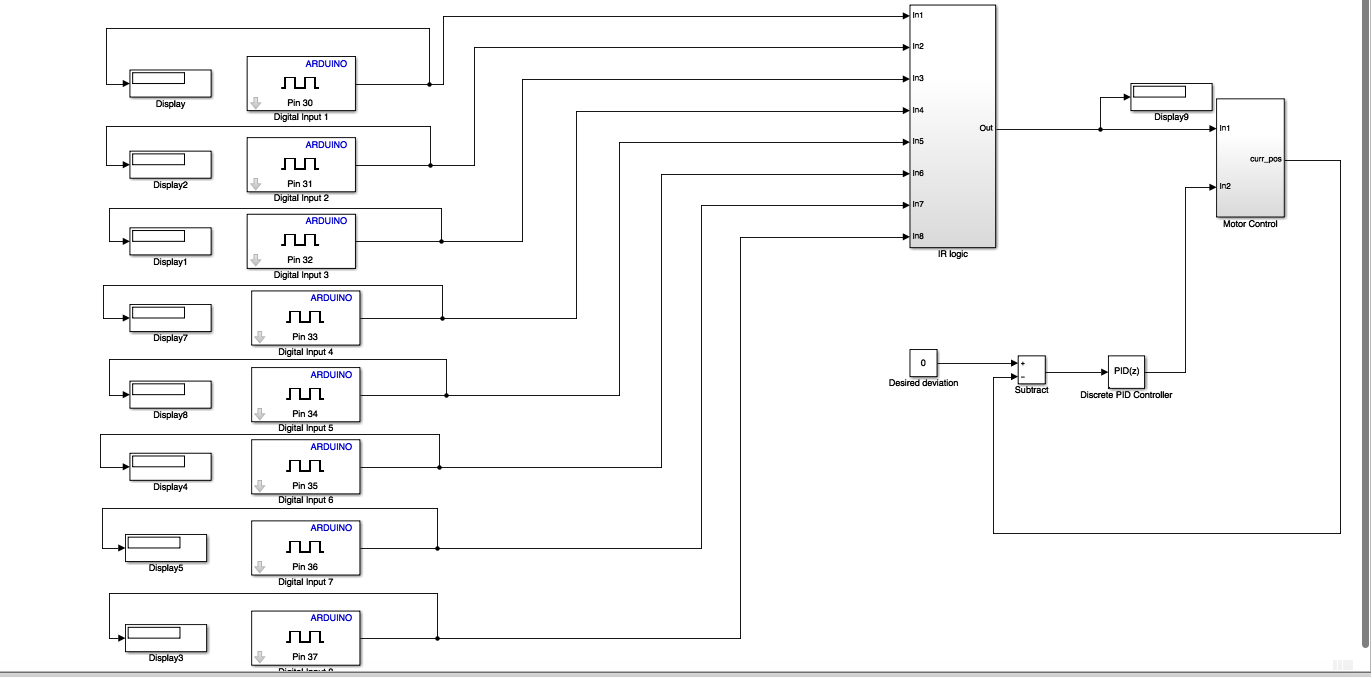 In1
In2
In3
In4
In5
In6
In7
In8
Out
IR logic
ARDUINO
Pin 30
Digital Input 1
Display
ARDUINO
Pin 31
Digital Input 2
Display2
ARDUINO
Pin 32
Digital Input 3
Display1
ARDUINO
Pin 33
Digital Input 4
Display7
ARDUINO
Pin 34
Digital Input 5
Display8
ARDUINO
Pin 35
Digital Input 6
Display4
ARDUINO
Pin 36
Digital Input 7
Display5
ARDUINO
Pin 37
Display3
Display9
In1
curr_pos
In2
Motor Control
0
Desired deviation
+
−
Subtract
PID(z)
Discrete PID Controller